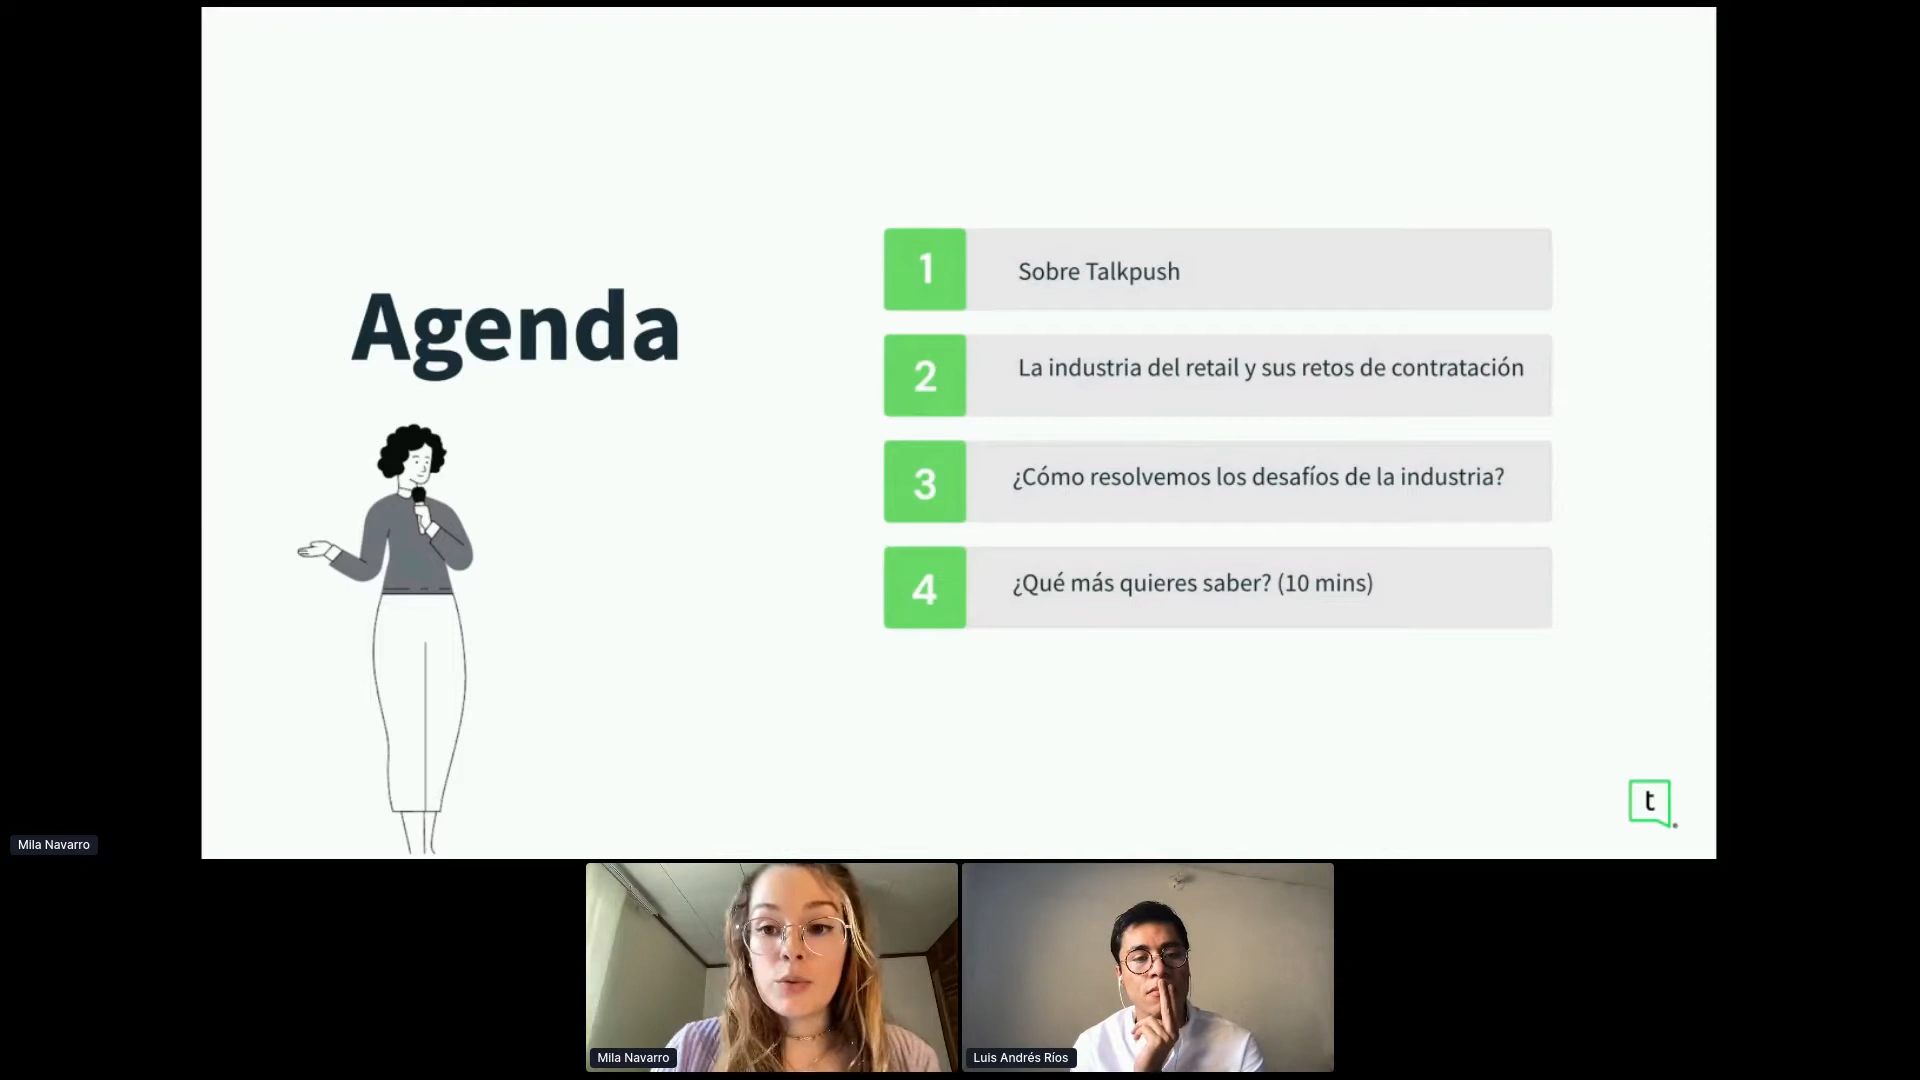 Agenda
1
Sobre Talkpush
2
La industria del retail y sus retos de contratación
3
¿Cómo resolvemos los desafíos de la industria?
4
¿Qué más quieres saber? (10 mins)
t
Mila Navarro
Mila Navarro
Luis Andrés Ríos